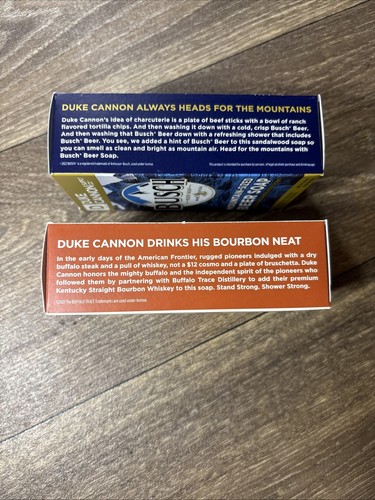 DUKE CANNON ALWAYS HEADS FOR THE MOUNTAINS
Duke Cannon's idea of charcuterie is a plate of beef sticks with a bowl of ranch
flavored tortilla chips. And then washing it down with a cold, crisp Busch® Beer.
And then washing that Busch® Beer down with a refreshing shower that includes
Busch® Beer. You see, we added a hint of Busch® Beer to this sandalwood soap so
you can smell as clean and bright as mountain air. Head for the mountains with
Busch® Beer Soap.
BUSCH
BEER SOAP
DUKE CANNON DRINKS HIS BOURBON NEAT
In the early days of the American Frontier, rugged pioneers indulged with a dry
buffalo steak and a pull of whiskey, not a $12 cosmo and a plate of bruschetta. Duke
Cannon honors the mighty buffalo and the independent spirit of the pioneers who
followed them by partnering with Buffalo Trace Distillery to add their premium
Kentucky Straight Bourbon Whiskey to this soap. Stand Strong. Shower Strong.